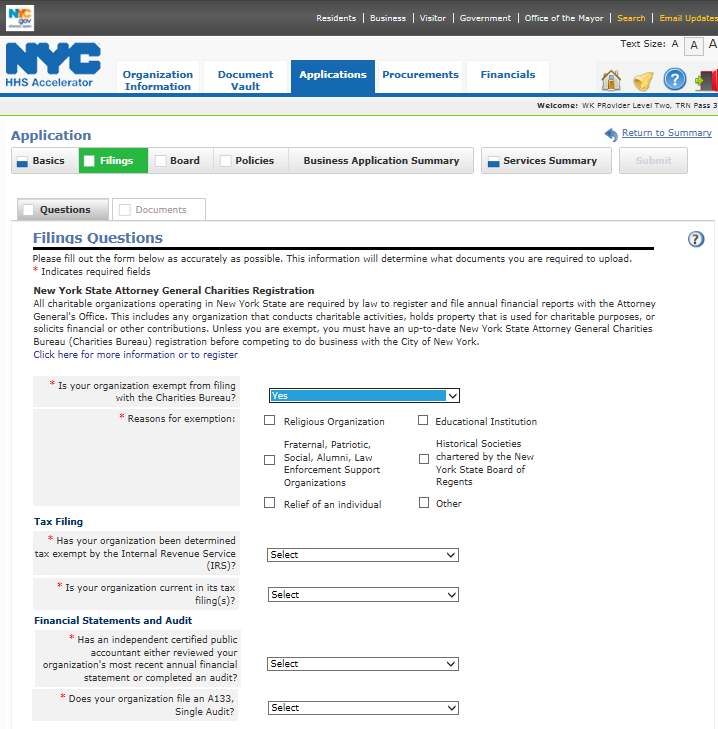 NYC
.gov
Residents | Business | Visitor | Government | Office of the Mayor | Search | Email Updates
Text Size: A A A
NYC
HHS Accelerator
Organization Information
Document Vault
Applications
Procurements
Financials
Welcome: WK PROvider Level Two, TRN Pass 3
Application
Return to Summary
Basics
Filings
Board
Policies
Business Application Summary
Services Summary
Submit
Questions
Documents
Filings Questions
?
Please fill out the form below as accurately as possible. This information will determine what documents you are required to upload.
* Indicates required fields
New York State Attorney General Charities Registration
All charitable organizations operating in New York State are required by law to register and file annual financial reports with the Attorney
General's Office. This includes any organization that conducts charitable activities, holds property that is used for charitable purposes, or
solicits financial or other contributions. Unless you are exempt, you must have an up-to-date New York State Attorney General Charities
Bureau (Charities Bureau) registration before competing to do business with the City of New York.
Click here for more information or to register
* Is your organization exempt from filing
with the Charities Bureau?
Yes
* Reasons for exemption:
Religious Organization
Educational Institution
Fraternal, Patriotic,
Social, Alumni, Law
Enforcement Support
Organizations
Historical Societies
chartered by the New
York State Board of
Regents
Relief of an individual
Other
Tax Filing
* Has your organization been determined
tax exempt by the Internal Revenue Service
(IRS)?
Select
* Is your organization current in its tax
filing(s)?
Select
Financial Statements and Audit
* Has an independent certified public
accountant either reviewed your
organization's most recent annual financial
statement or completed an audit?
Select
* Does your organization file an A133,
Single Audit?
Select